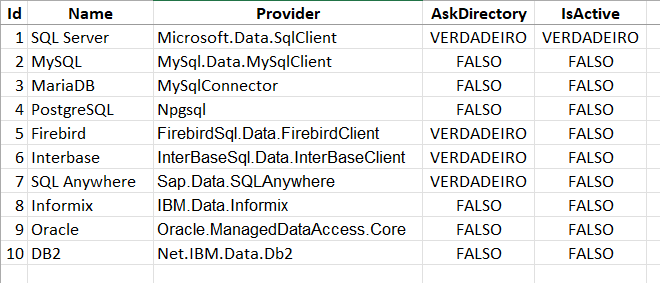 Id Name Provider AskDirectory IsActive
1 SQL Server Microsoft.Data.SqlClient VERDADEIRO VERDADEIRO
2 MySQL MySql.Data.MySqlClient FALSO FALSO
3 MariaDB MySqlConnector FALSO FALSO
4 PostgreSQL Npgsql FALSO FALSO
5 Firebird FirebirdSql.Data.FirebirdClient VERDADEIRO FALSO
6 Interbase InterBaseSql.Data.InterBaseClient VERDADEIRO FALSO
7 SQL Anywhere Sap.Data.SQLAnywhere VERDADEIRO FALSO
8 Informix IBM.Data.Informix FALSO FALSO
9 Oracle Oracle.ManagedDataAccess.Core FALSO FALSO
10 DB2 Net.IBM.Data.Db2 FALSO FALSO